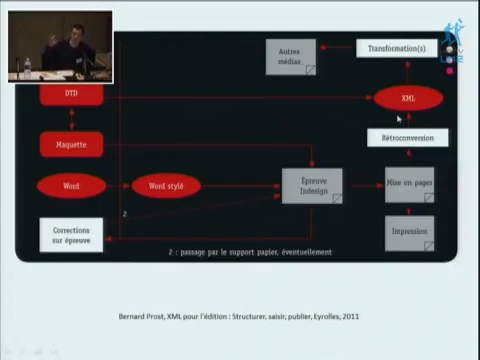 Autres
médias
Transformation(s)
DTD
XML
Maquette
Rétroconversion
Word
Word stylé
Épreuve
Indesign
Mise en pages
2
Corrections
sur épreuve
Impression
2 : passage par le support papier, éventuellement
Bernard Prost, XML pour l'édition : Structurer, saisir, publier, Eyrolles, 2011